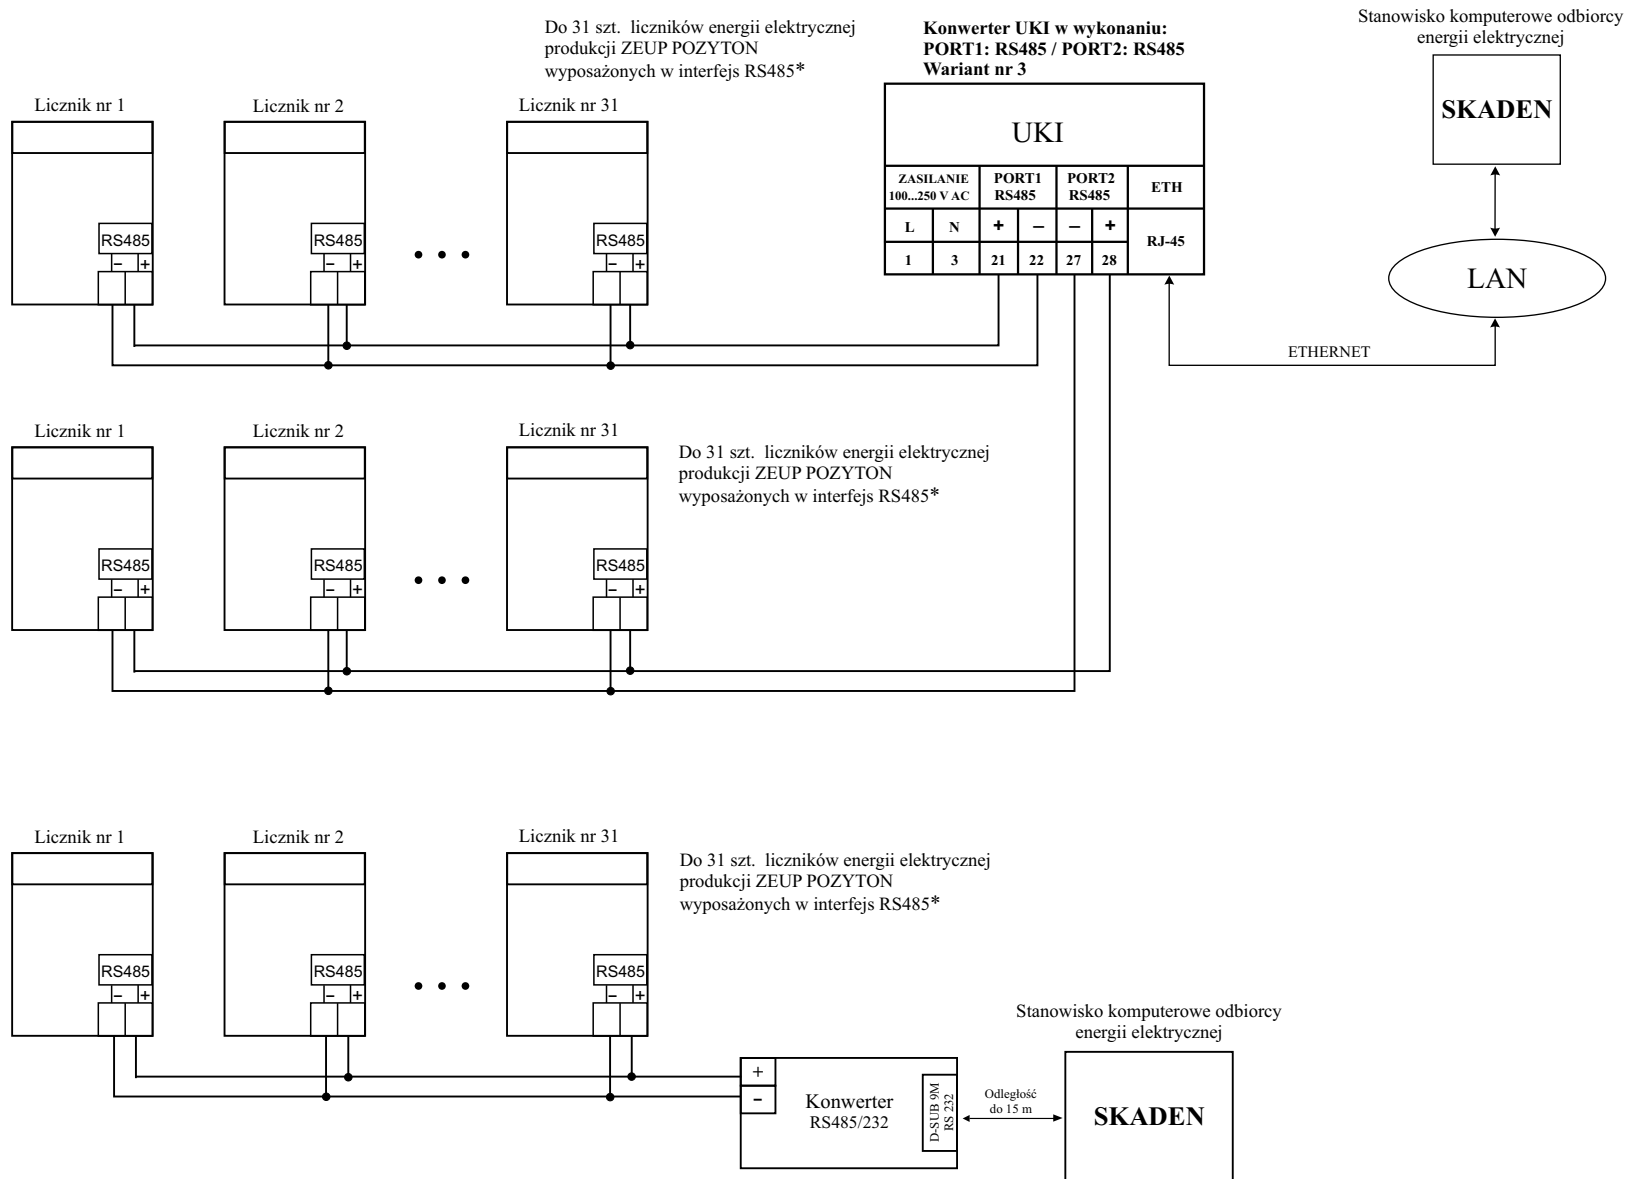 Do 31 szt. liczników energii elektrycznej
produkcji ZEUP POZYTON
wyposażonych w interfejs RS485*
Konwerter UKI w wykonaniu:
PORT1: RS485 / PORT2: RS485
Wariant nr 3
Stanowisko komputerowe odbiorcy
energii elektrycznej
SKADEN
LAN
ETHERNET
UKI
ZASILANIE
100...250 V AC
PORT1
RS485
PORT2
RS485
ETH
L N + – – +
RJ-45
1 3 21 22 27 28
Licznik nr 1
RS485
– +
Licznik nr 2
RS485
– +
• • •
Licznik nr 31
RS485
– +
Licznik nr 1
RS485
– +
Licznik nr 2
RS485
– +
• • •
Licznik nr 31
RS485
– +
Do 31 szt. liczników energii elektrycznej
produkcji ZEUP POZYTON
wyposażonych w interfejs RS485*
Licznik nr 1
RS485
– +
Licznik nr 2
RS485
– +
• • •
Licznik nr 31
RS485
– +
Do 31 szt. liczników energii elektrycznej
produkcji ZEUP POZYTON
wyposażonych w interfejs RS485*
+
–
Konwerter
RS485/232
D-SUB 9M
RS 232
Odległość
do 15 m
Stanowisko komputerowe odbiorcy
energii elektrycznej
SKADEN